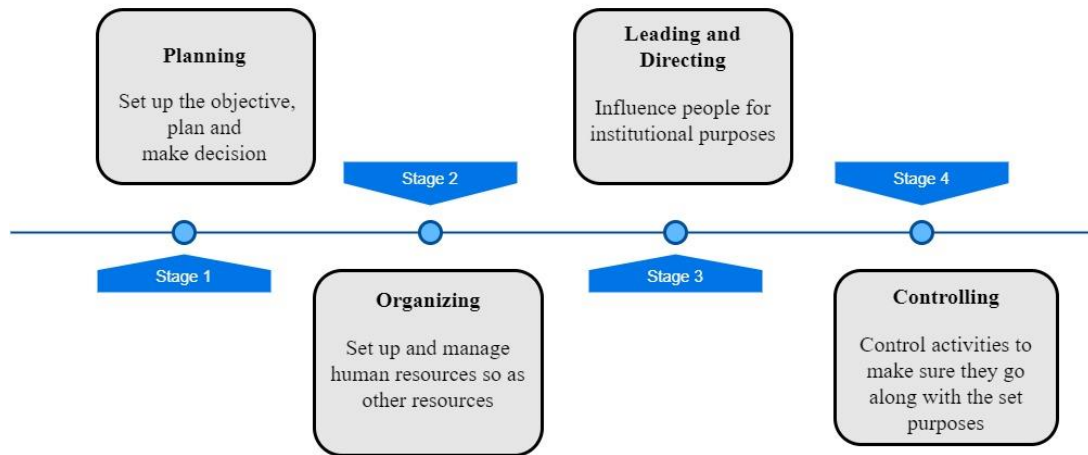 Planning
Set up the objective,
plan and
make decision
Stage 1
Stage 2
Organizing
Set up and manage
human resources so as
other resources
Leading and
Directing
Influence people for
institutional purposes
Stage 3
Stage 4
Controlling
Control activities to
make sure they go
along with the set
purposes